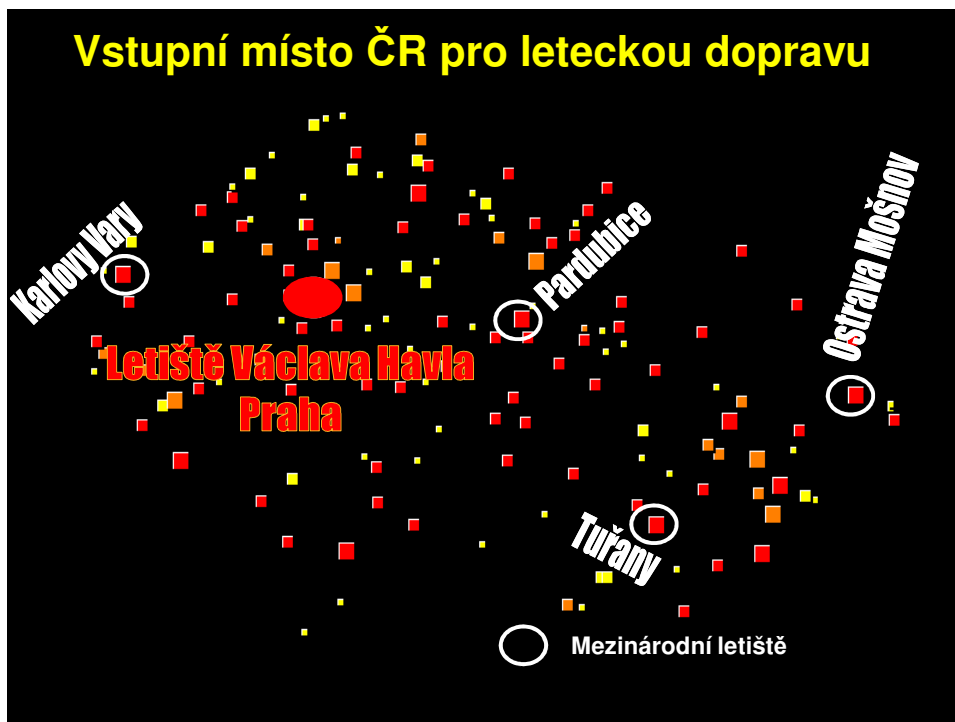 Vstupní místo ČR pro leteckou dopravu
Karlovy Vary
Pardubice
Ostrava Mošnov
Letiště Václava Havla
Praha
Tuřany
Mezinárodní letiště